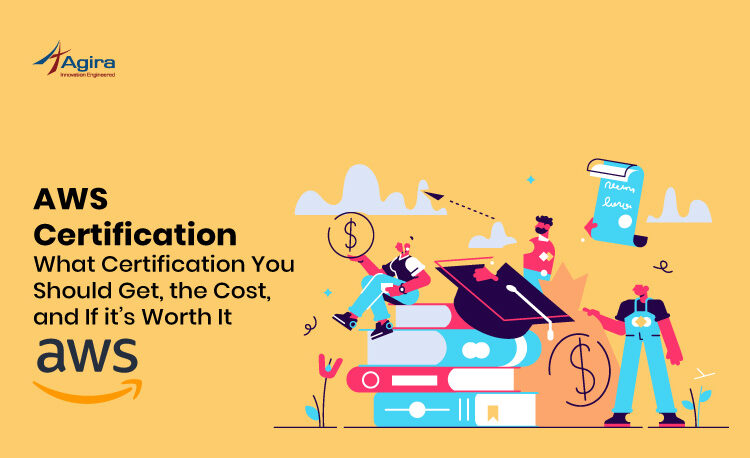 Agira
Innovation Engineered
AWS
Certification
What Certification You
Should Get, the Cost,
and If it's Worth It
aws
$
$